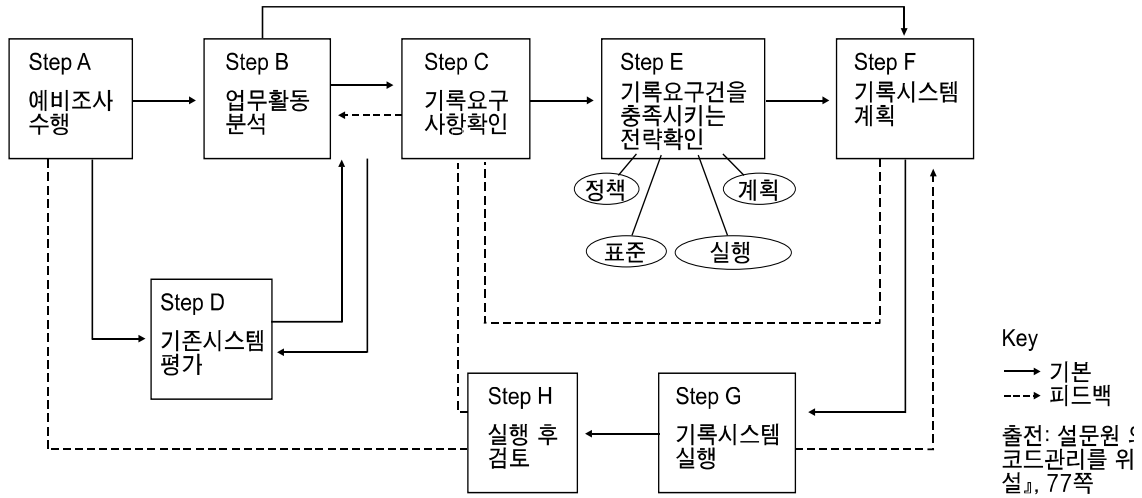 Step A
예비조사
수행
Step B
업무활동
분석
Step C
기록요구
사항확인
Step E
기록요구건을
충족시키는
전략확인
Step F
기록시스템
계획
정책
계획
표준
실행
Step D
기존시스템
평가
Step H
실행 후
검토
Step G
기록시스템
실행
Key
기본
피드백
출전: 설문원
코드관리를 위
설』, 77쪽